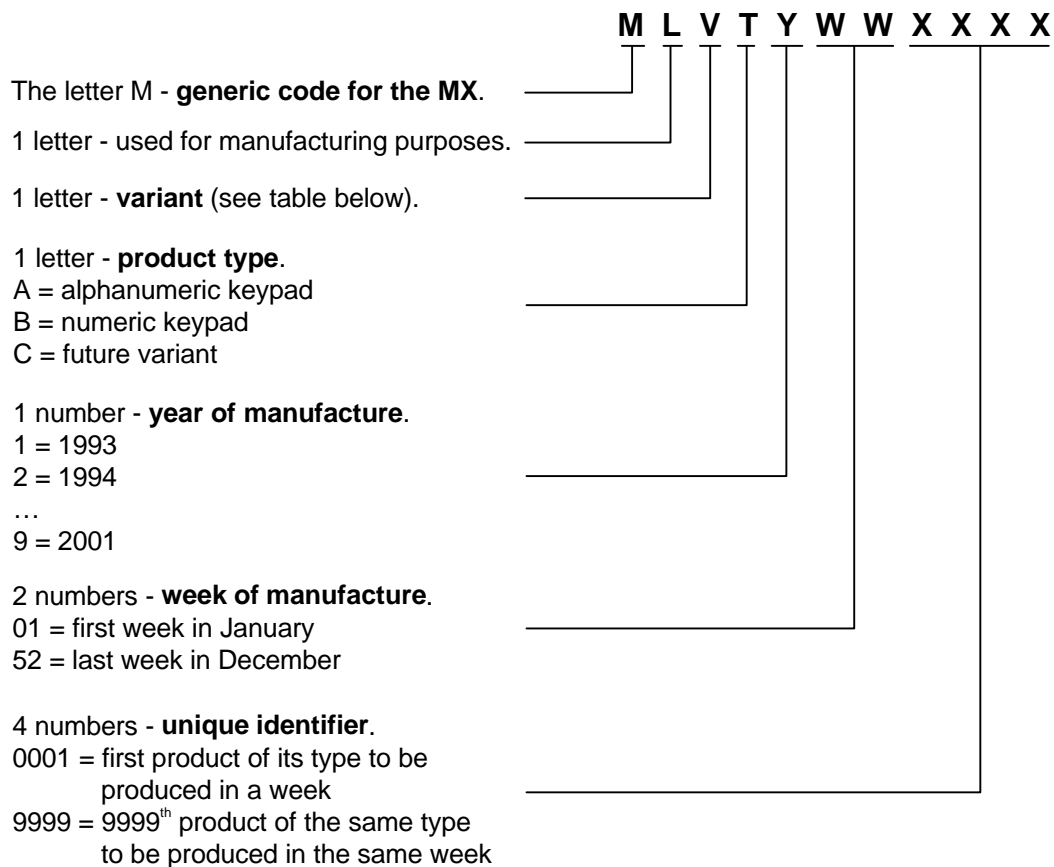 M L V T Y W W X X X X
The letter M - generic code for the MX.
1 letter - used for manufacturing purposes.
1 letter - variant (see table below).
1 letter - product type.
A = alphanumeric keypad
B = numeric keypad
C = future variant
1 number - year of manufacture.
1 = 1993
2 = 1994
…
9 = 2001
2 numbers - week of manufacture.
01 = first week in January
52 = last week in December
4 numbers - unique identifier.
0001 = first product of its type to be
produced in a week
9999 = 9999th product of the same type
to be produced in the same week